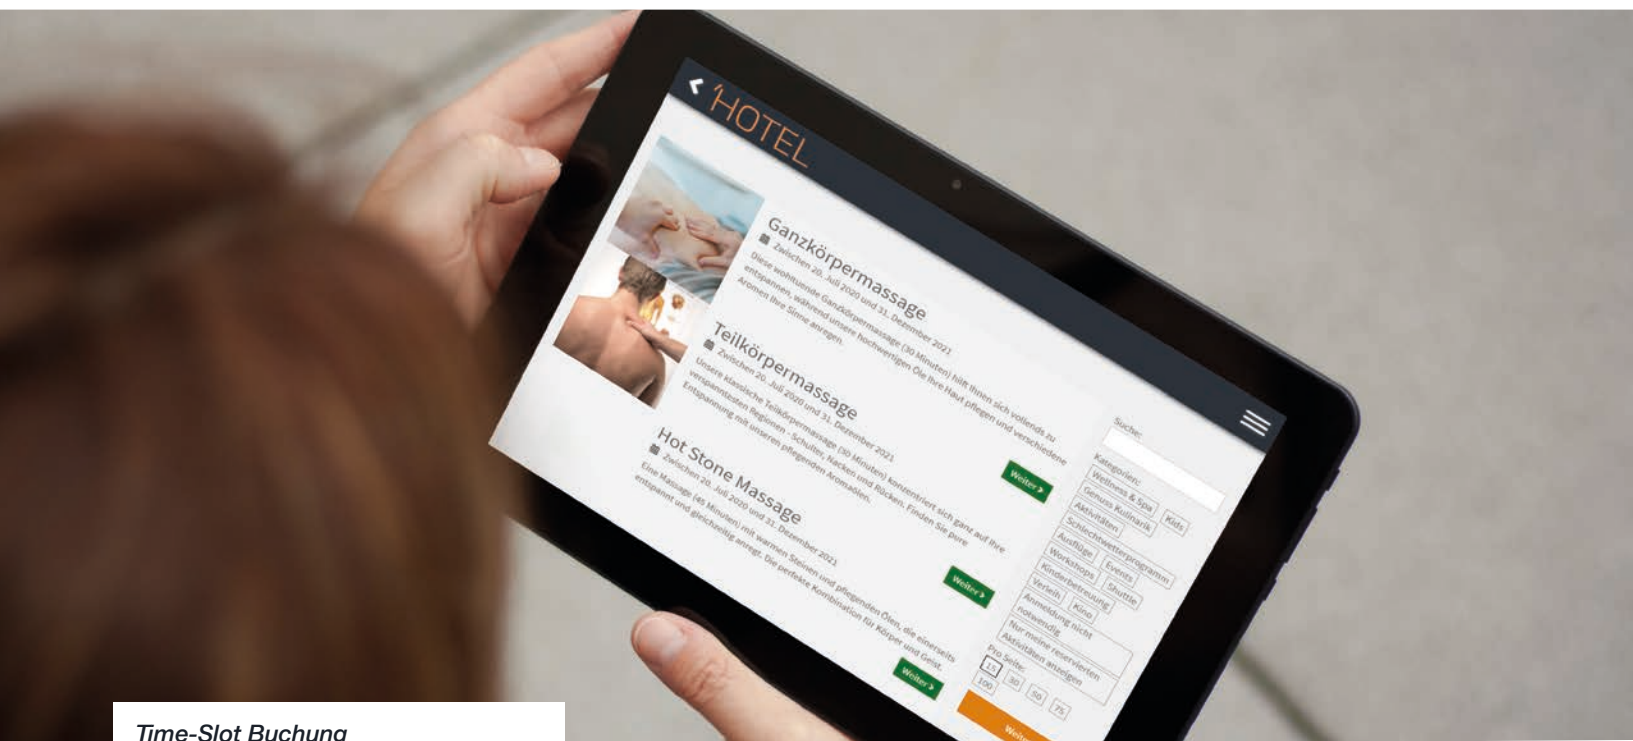 'HOTEL
Ganzkörpermassage
Zwischen 20. Juli 2020 und 31. Dezember 2021
Diese wohltuende Ganzkörpermassage (30 Minuten) hilft Ihnen sich vollends zu
entspannen, während unsere hochwertigen Öle Ihre Haut pflegen und verschiedene
Aromen Ihre Sinne anregen.
Weiter
Teilkörpermassage
Zwischen 20. Juli 2020 und 31. Dezember 2021
Unsere klassische Teilkörpermassage (30 Minuten) konzentriert sich ganz auf Ihre
verspanntesten Regionen - Schulter, Nacken und Rücken. Finden Sie pure
Entspannung mit unseren pflegenden Aromaölen.
Weiter
Hot Stone Massage
Zwischen 20. Juli 2020 und 31. Dezember 2021
Eine Massage (45 Minuten) mit warmen Steinen und pflegenden Ölen, die einerseits
entspannt und gleichzeitig anregt. Die perfekte Kombination für Körper und Geist.
Weiter
Suche:
Kategorien:
Wellness & Spa Kids
Genuss Kulinarik
Aktivitäten
Schlechtwetterprogramm
Ausflüge Events
Workshops Shuttle
Kinderbetreuung
Verleih Kino
Anmeldung nicht
notwendig
Nur meine reservierten
Aktivitäten anzeigen
Pro Seite:
15 30 50 75
100
Time-Slot Buchung